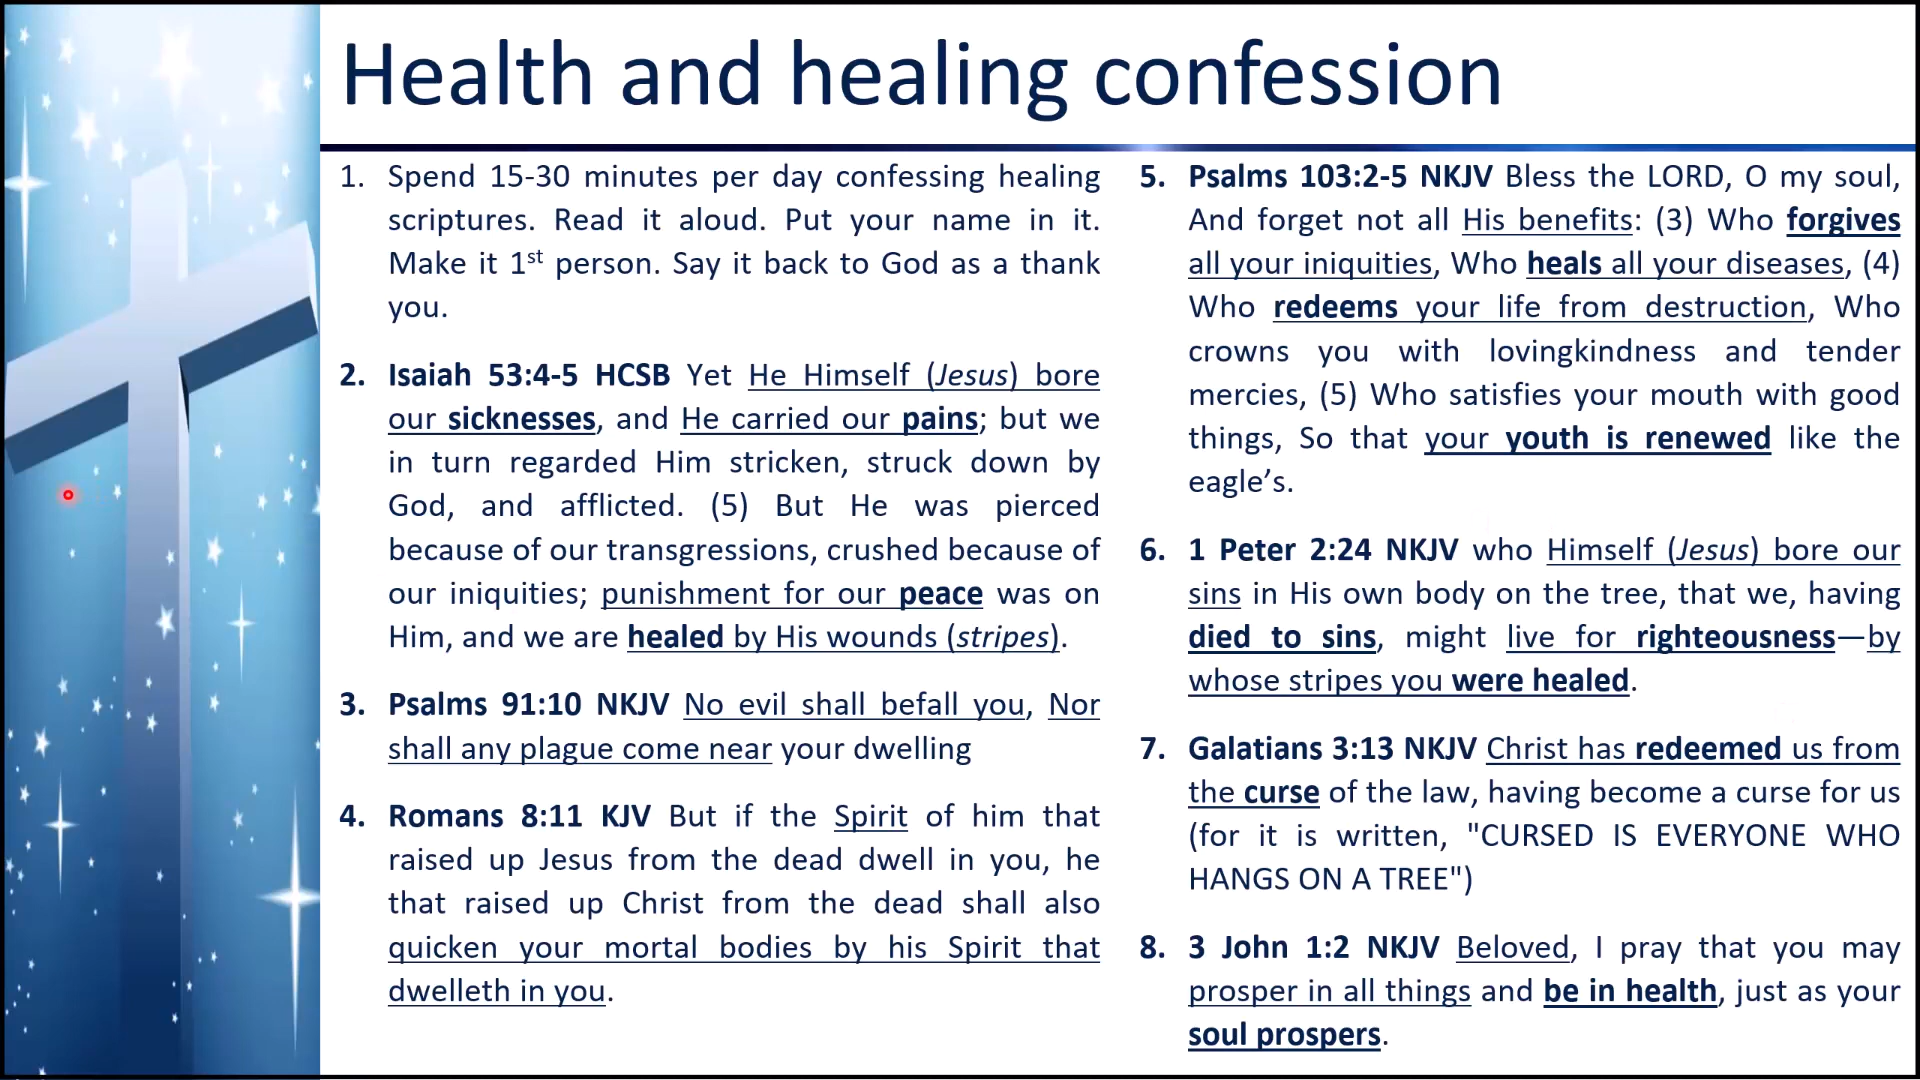 Health and healing confession
1. Spend 15-30 minutes per day confessing healing
scriptures. Read it aloud. Put your name in it.
Make it 1st person. Say it back to God as a thank
you.
2. Isaiah 53:4-5 HCSB Yet He Himself (Jesus) bore
our sicknesses, and He carried our pains; but we
in turn regarded Him stricken, struck down by
God, and afflicted. (5) But He was pierced
because of our transgressions, crushed because of
our iniquities; punishment for our peace was on
Him, and we are healed by His wounds (stripes).
3. Psalms 91:10 NKJV No evil shall befall you, Nor
shall any plague come near your dwelling
4. Romans 8:11 KJV But if the Spirit of him that
raised up Jesus from the dead dwell in you, he
that raised up Christ from the dead shall also
quicken your mortal bodies by his Spirit that
dwelleth in you.
5. Psalms 103:2-5 NKJV Bless the LORD, O my soul,
And forget not all His benefits: (3) Who forgives
all your iniquities, Who heals all your diseases, (4)
Who redeems your life from destruction, Who
crowns you with lovingkindness and tender
mercies, (5) Who satisfies your mouth with good
things, So that your youth is renewed like the
eagle’s.
6. 1 Peter 2:24 NKJV who Himself (Jesus) bore our
sins in His own body on the tree, that we, having
died to sins, might live for righteousness—by
whose stripes you were healed.
7. Galatians 3:13 NKJV Christ has redeemed us from
the curse of the law, having become a curse for us
(for it is written, "CURSED IS EVERYONE WHO
HANGS ON A TREE")
8. 3 John 1:2 NKJV Beloved, I pray that you may
prosper in all things and be in health, just as your
soul prospers.